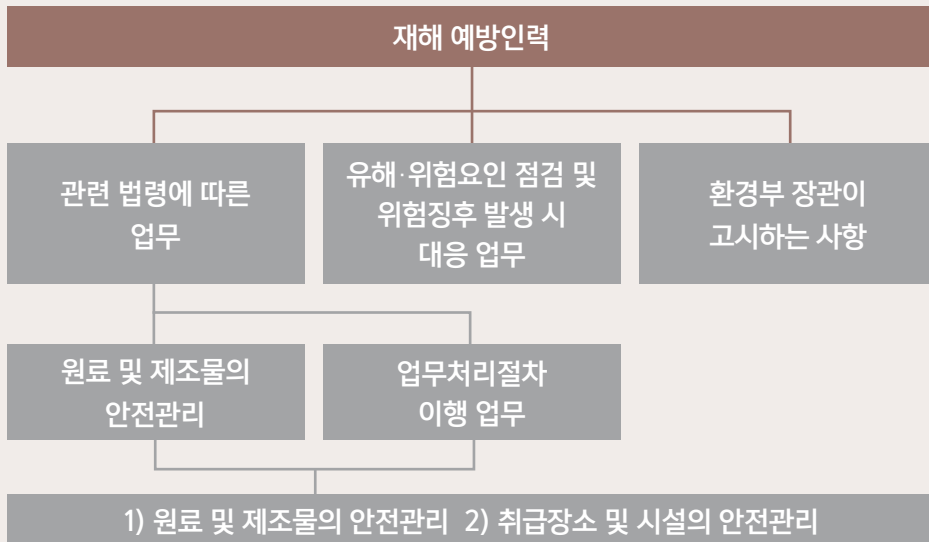 재해 예방인력
관련 법령에 따른
업무
유해·위험요인 점검 및
위험징후 발생 시
대응 업무
환경부 장관이
고시하는 사항
원료 및 제조물의
안전관리
업무처리절차
이행 업무
1) 원료 및 제조물의 안전관리 2) 취급장소 및 시설의 안전관리